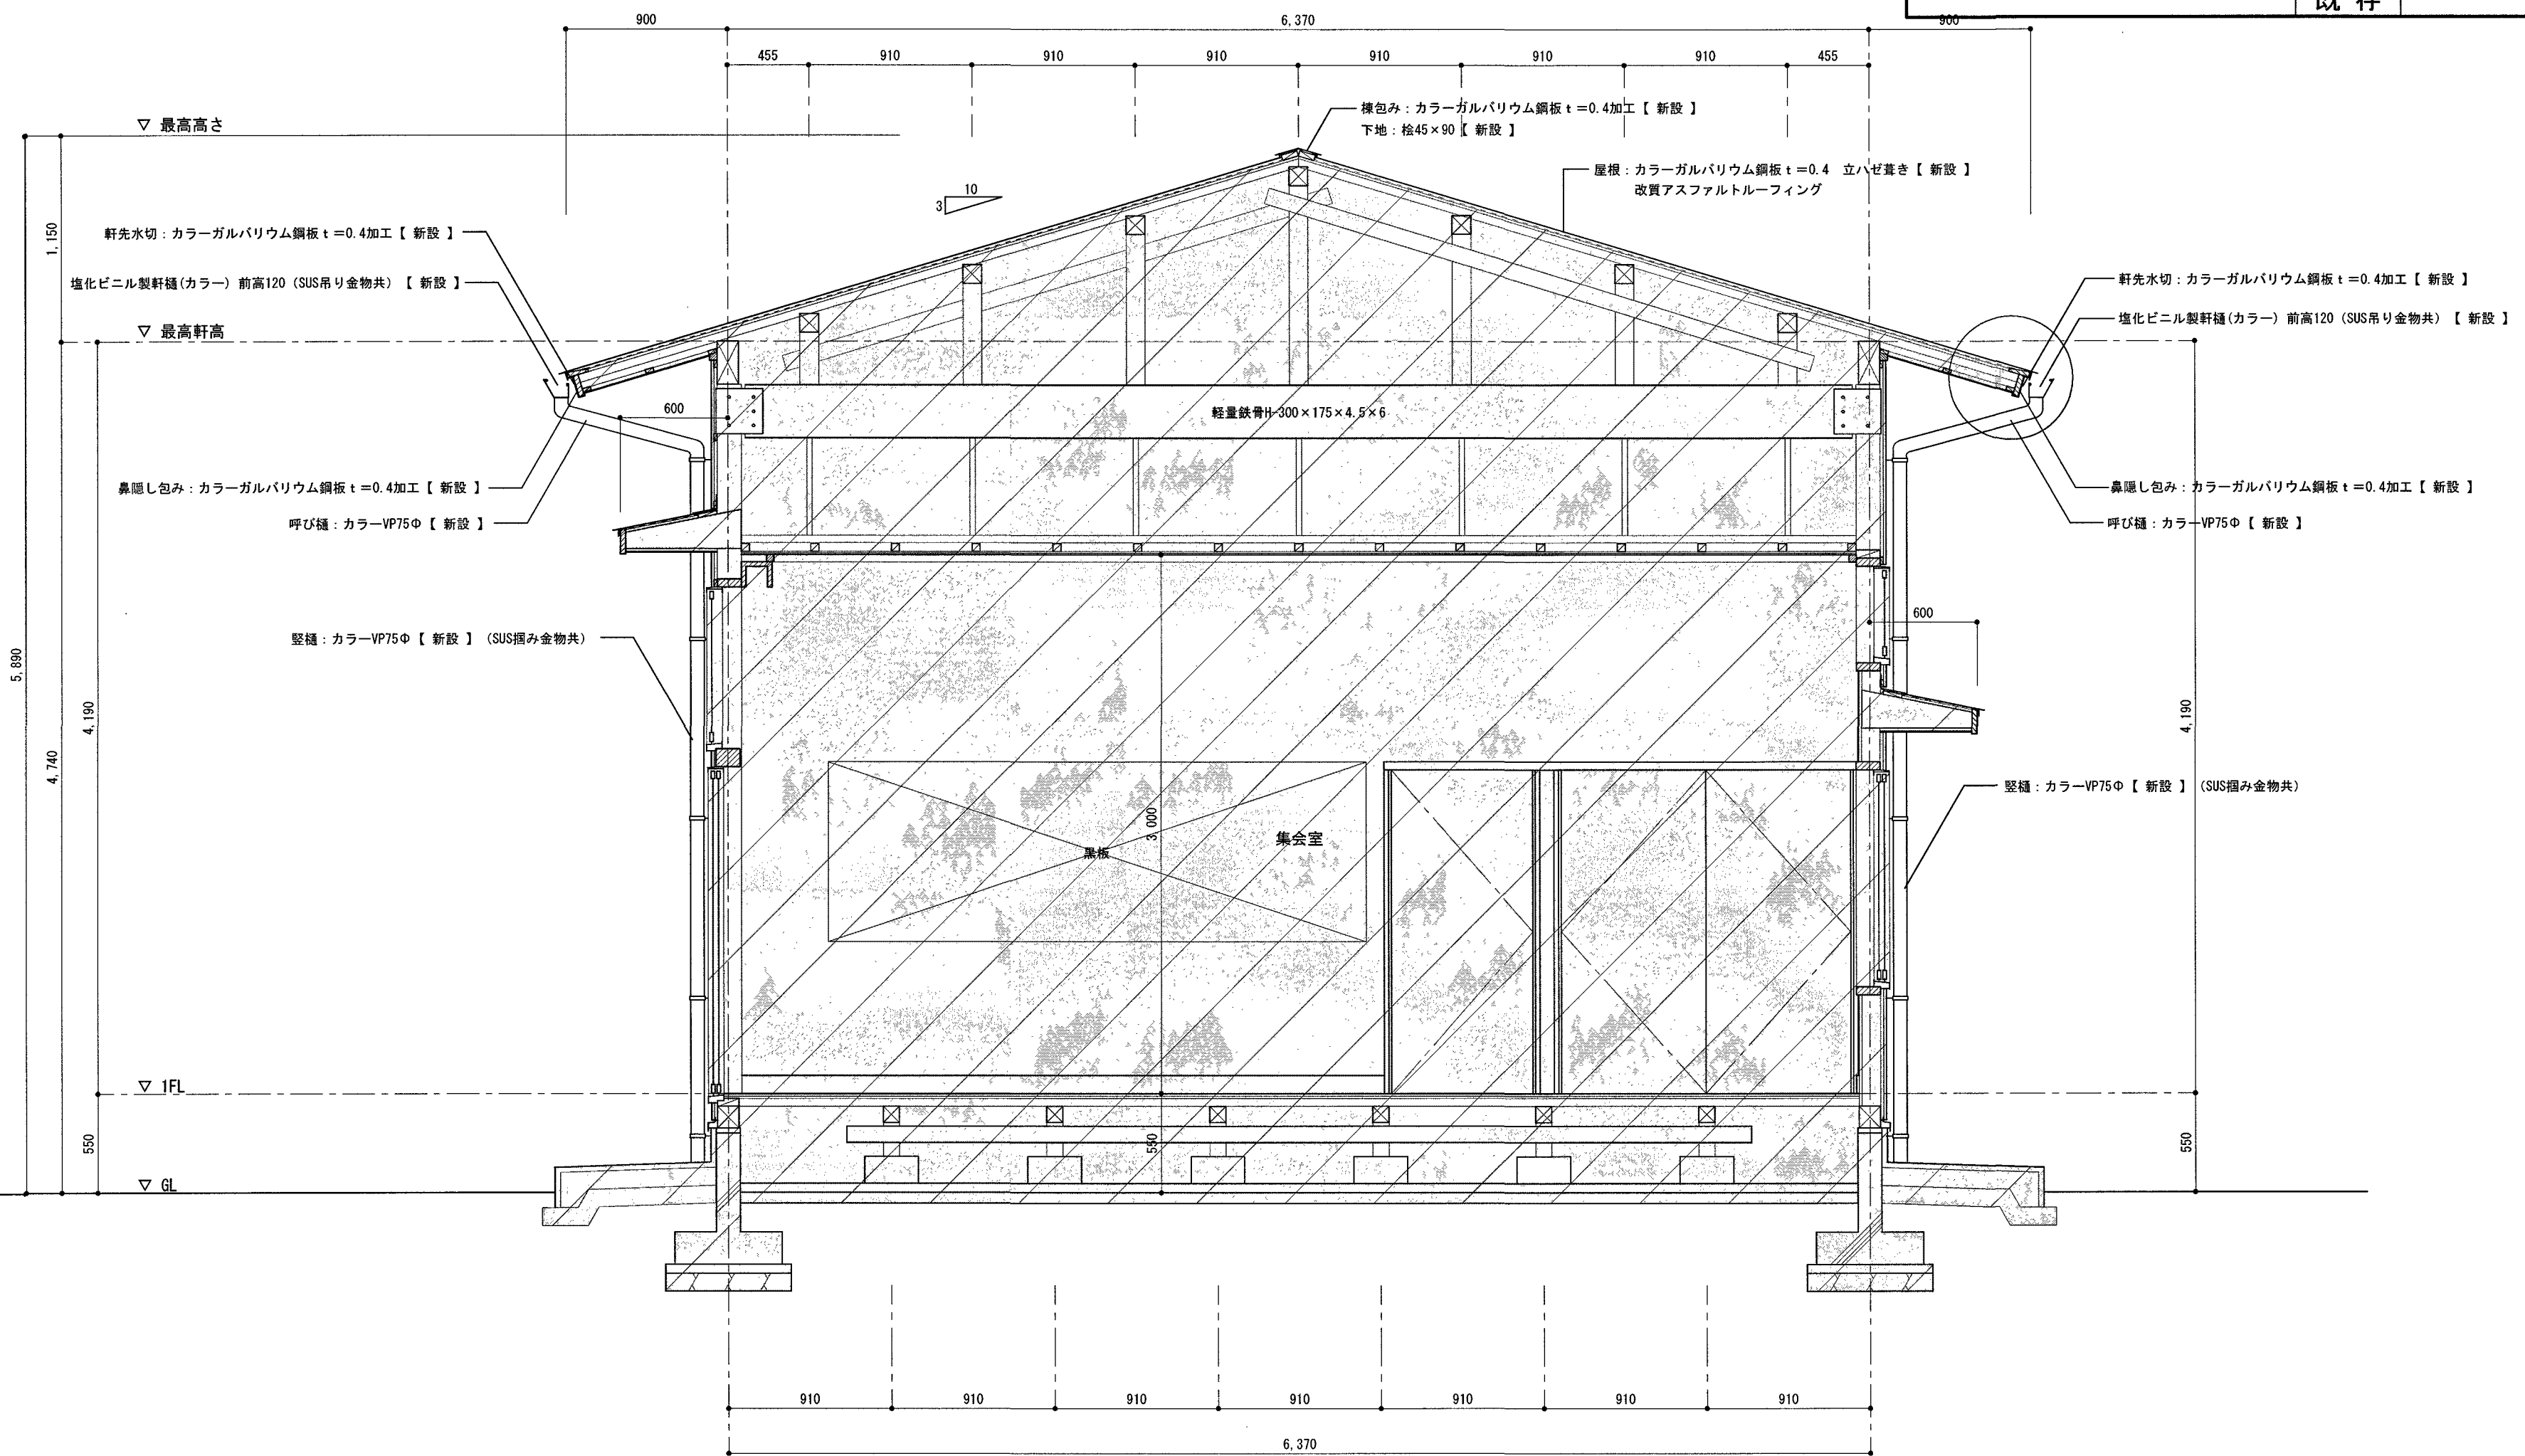 既 存
900
6,370
900
455
910
910
910
910
910
910
455
▽ 最高高さ
棟包み：カラーガルバリウム鋼板ｔ＝0.4加工【 新設 】
下地：桧45×90【 新設 】
屋根：カラーガルバリウム鋼板ｔ＝0.4　立ハゼ葺き【 新設 】
改質アスファルトルーフィング
10
3
1,150
軒先水切：カラーガルバリウム鋼板ｔ＝0.4加工【 新設 】
塩化ビニル製軒樋(カラー) 前高120（SUS吊り金物共）【 新設 】
▽ 最高軒高
軒先水切：カラーガルバリウム鋼板ｔ＝0.4加工【 新設 】
塩化ビニル製軒樋(カラー) 前高120（SUS吊り金物共）【 新設 】
600
軽量鉄骨H-300×175×4.5×6
鼻隠し包み：カラーガルバリウム鋼板ｔ＝0.4加工【 新設 】
呼び樋：カラーVP75Φ【 新設 】
鼻隠し包み：カラーガルバリウム鋼板ｔ＝0.4加工【 新設 】
呼び樋：カラーVP75Φ【 新設 】
600
竪樋：カラーVP75Φ【 新設 】（SUS掴み金物共）
5,890
4,740
4,190
4,190
竪樋：カラーVP75Φ【 新設 】（SUS掴み金物共）
3,000
集会室
黒板
▽ 1FL
550
550
550
▽ GL
910
910
910
910
910
910
910
6,370